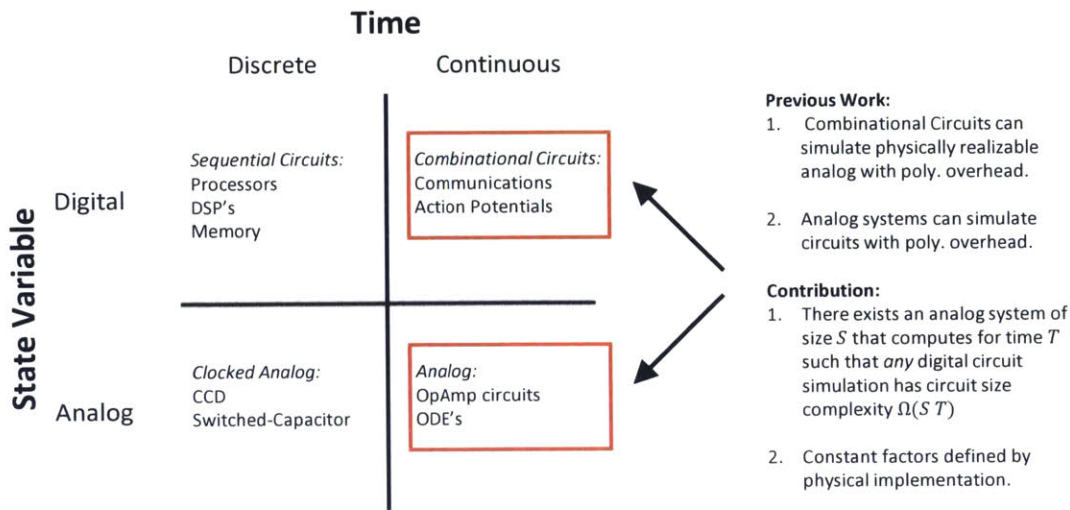 Time
Discrete
Continuous
State Variable
Digital
Sequential Circuits:
Processors
DSP's
Memory
Combinational Circuits:
Communications
Action Potentials
Analog
Clocked Analog:
CCD
Switched-Capacitor
Analog:
OpAmp circuits
ODE's
Previous Work:
1. Combinational Circuits can
simulate physically realizable
analog with poly. overhead.
2. Analog systems can simulate
circuits with poly. overhead.
Contribution:
1. There exists an analog system of
size S that computes for time T
such that any digital circuit
simulation has circuit size
complexity Ω(S T)
2. Constant factors defined by
physical implementation.